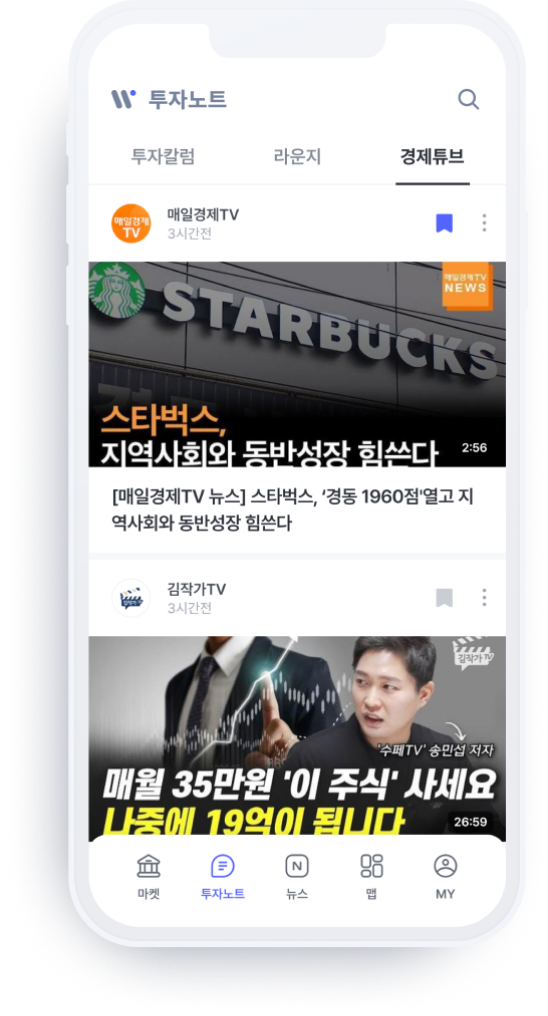 투자노트
투자칼럼 라운지 경제튜브
매일경제TV
3시간전
매일경제
TV
매일경제TV
NEWS
STARBUCKS
스타벅스,
지역사회와 동반성장 힘쓴다
2:56
[매일경제TV 뉴스] 스타벅스, ‘경동 1960점'열고 지
역사회와 동반성장 힘쓴다
김작가TV
3시간전
김작가TV
'수페TV' 송민섭 저자
매월 35만원 '이 주식' 사세요
나중에 19억이 됩니다
26:59
마켓 투자노트 뉴스 맵 MY